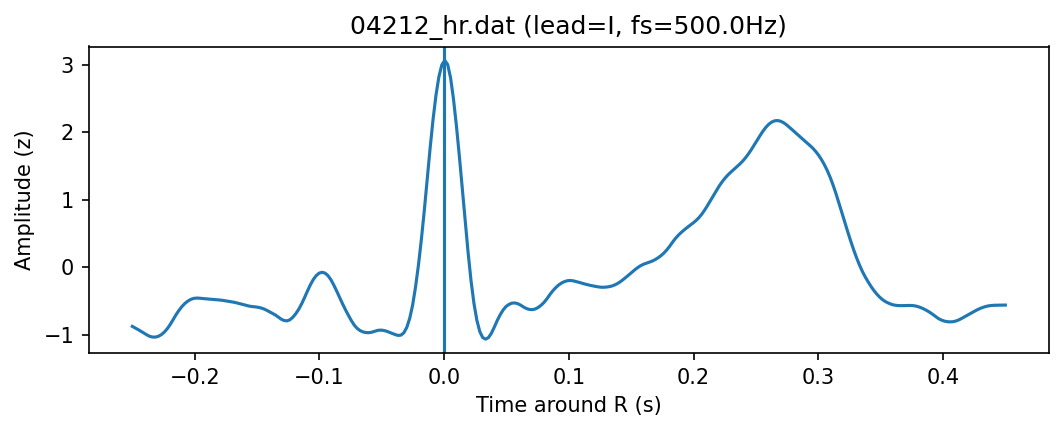 04212_hr.dat (lead=I, fs=500.0Hz)
Amplitude (z)
3
2
1
0
−1
−0.2 −0.1 0.0 0.1 0.2 0.3 0.4
Time around R (s)